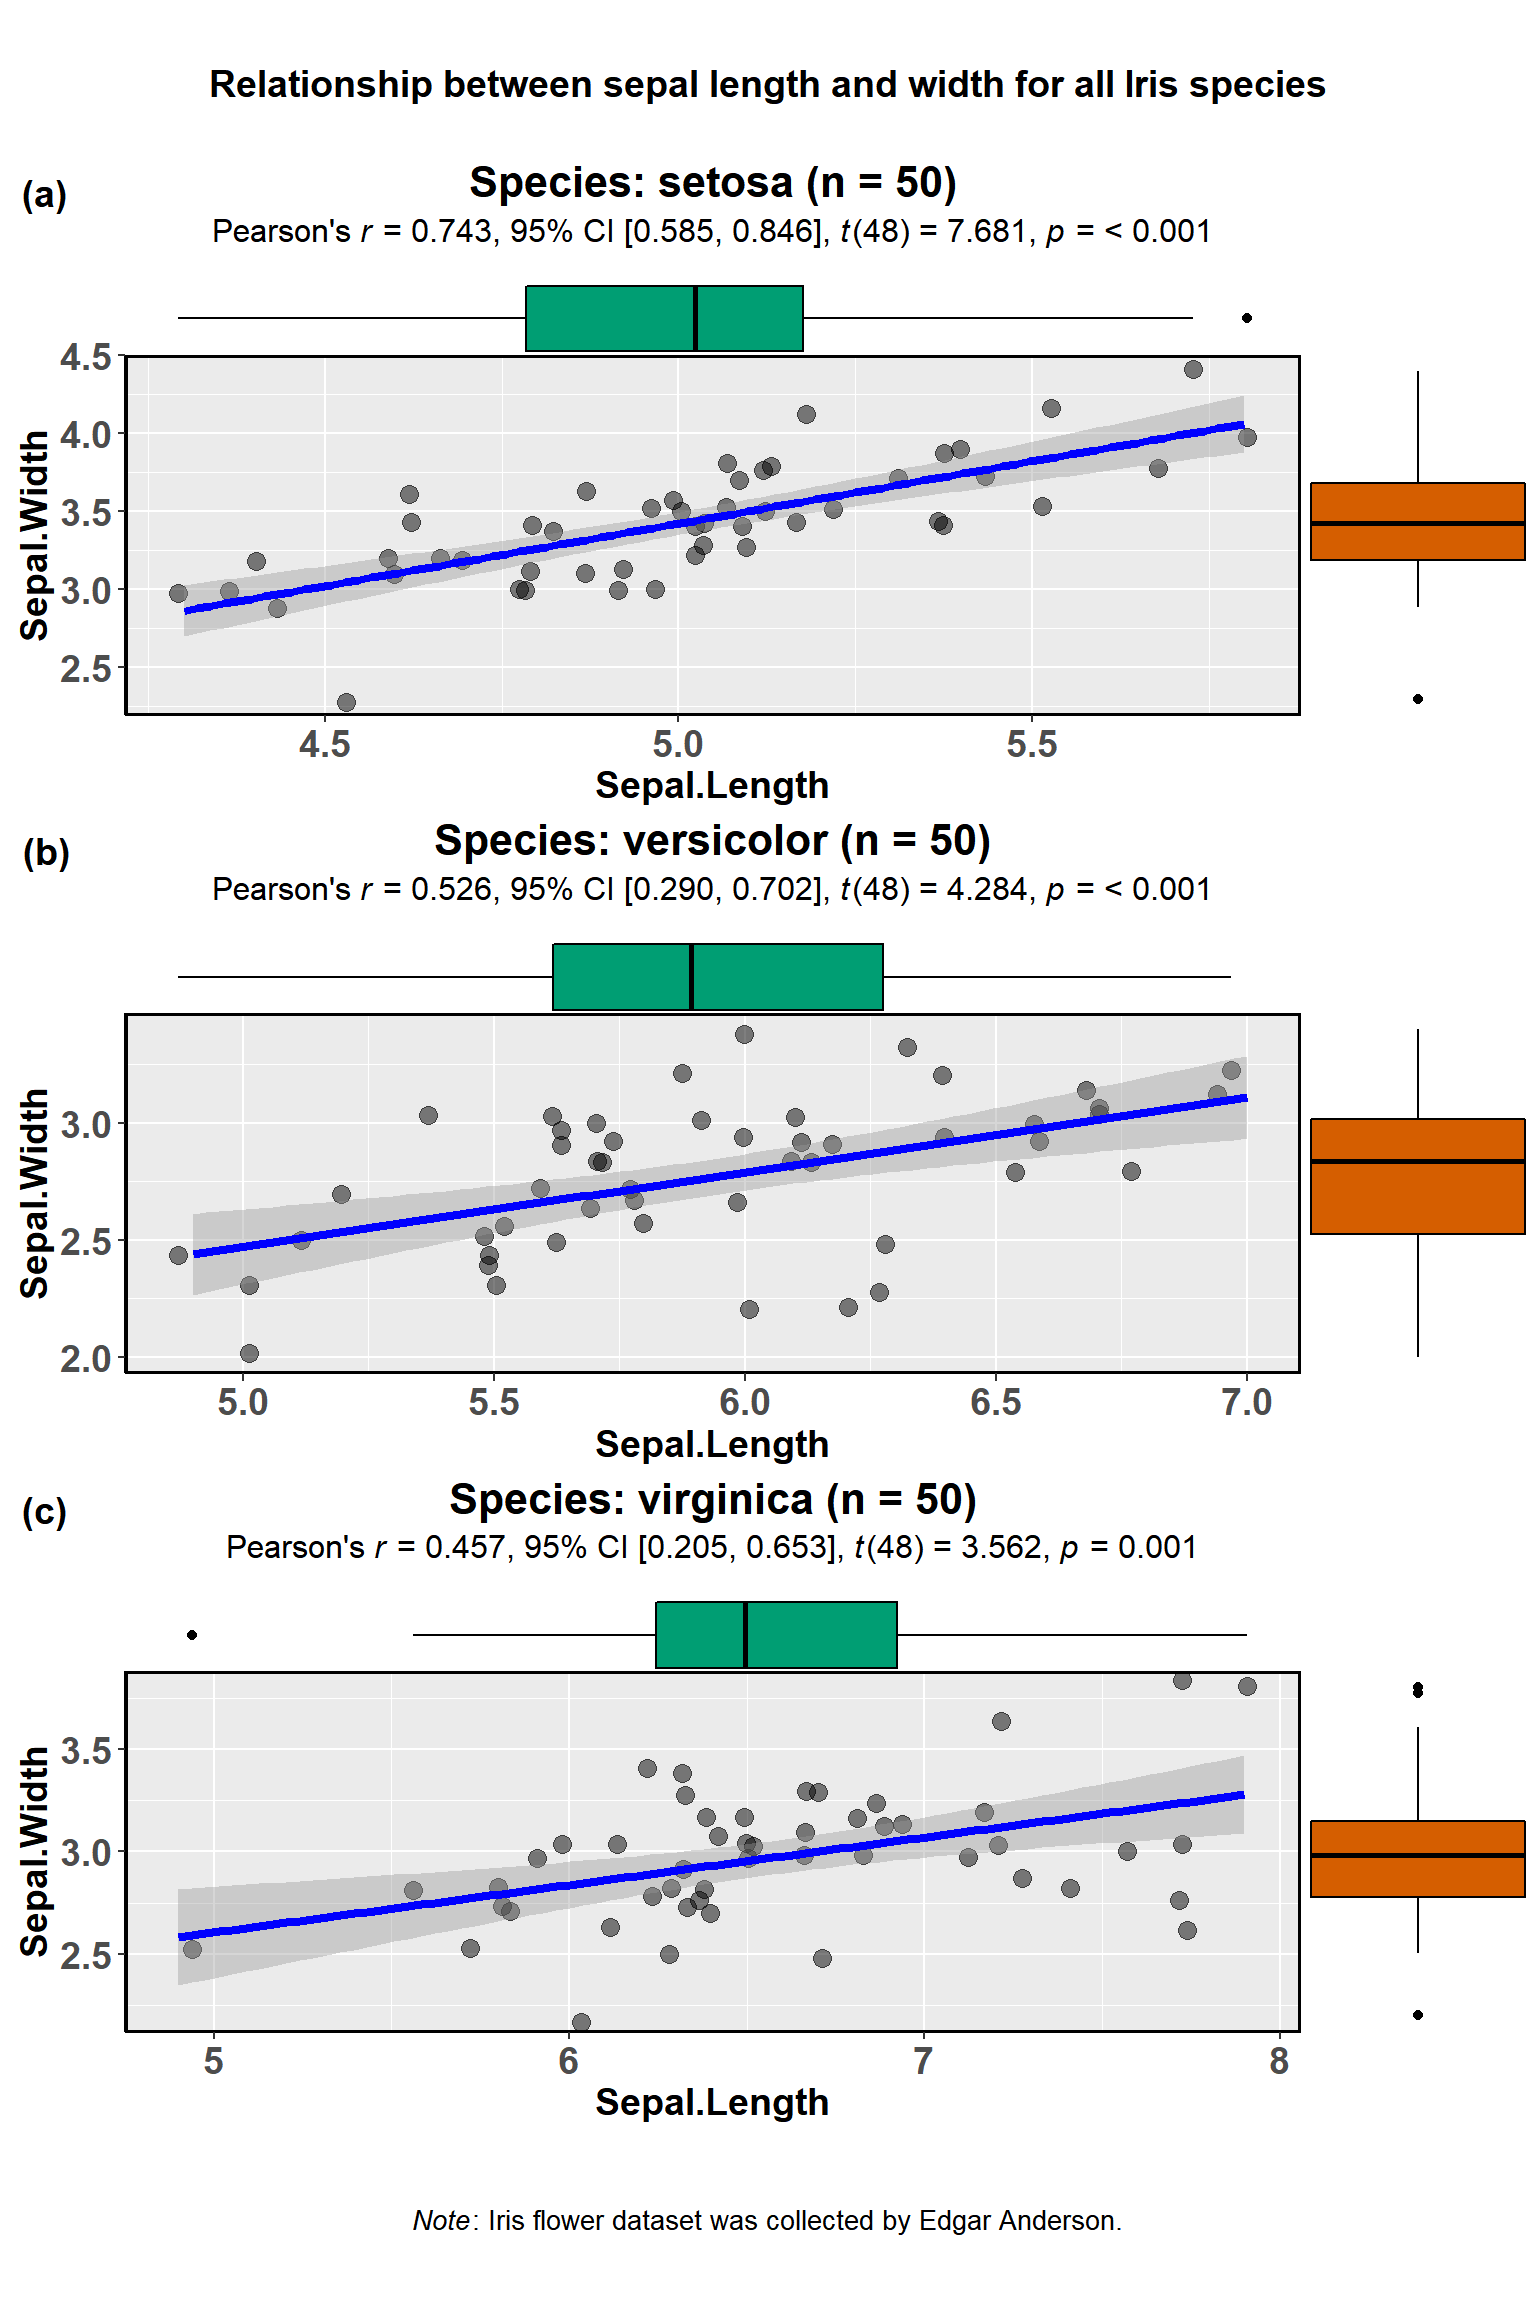 Relationship between sepal length and width for all Iris species
(a)
Species: setosa (n = 50)
Pearson's r = 0.743, 95% CI [0.585, 0.846], t(48) = 7.681, p = < 0.001
4.5
4.0
3.5
3.0
2.5
Sepal.Width
4.5 5.0 5.5
Sepal.Length
(b)
Species: versicolor (n = 50)
Pearson's r = 0.526, 95% CI [0.290, 0.702], t(48) = 4.284, p = < 0.001
3.0
2.5
2.0
Sepal.Width
5.0 5.5 6.0 6.5 7.0
Sepal.Length
(c)
Species: virginica (n = 50)
Pearson's r = 0.457, 95% CI [0.205, 0.653], t(48) = 3.562, p = 0.001
3.5
3.0
2.5
Sepal.Width
5 6 7 8
Sepal.Length
Note: Iris flower dataset was collected by Edgar Anderson.